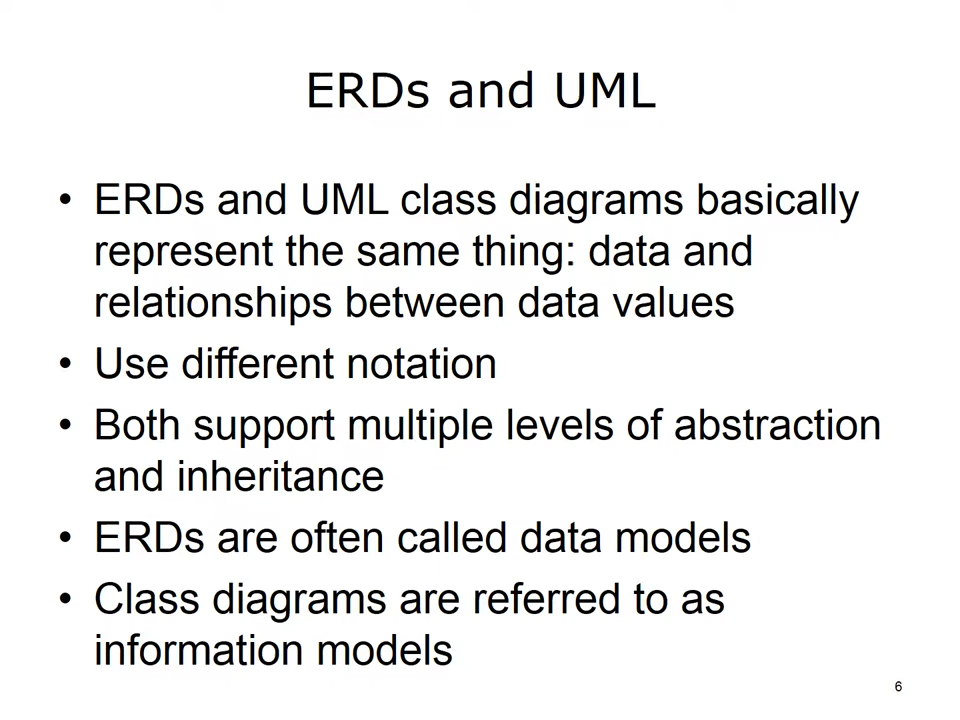 ERDs and UML
• ERDs and UML class diagrams basically
represent the same thing: data and
relationships between data values
• Use different notation
• Both support multiple levels of abstraction
and inheritance
• ERDs are often called data models
• Class diagrams are referred to as
information models
6